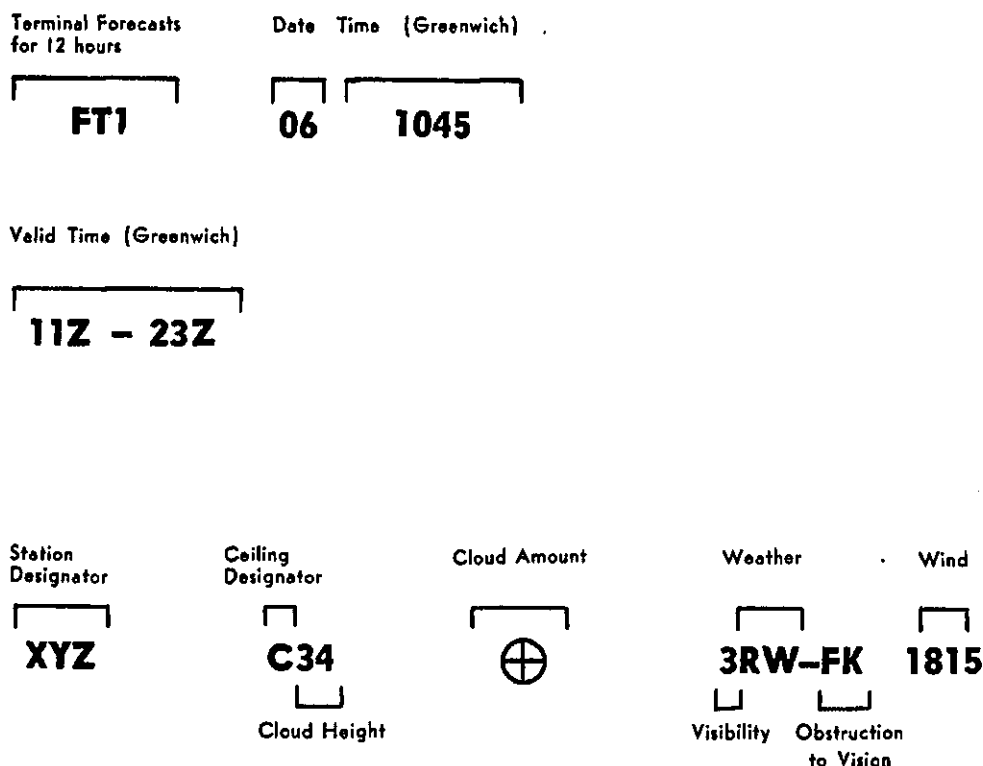 Terminal Forecasts
for 12 hours
Date Time (Greenwich)
FT1 06 1045
Valid Time (Greenwich)
11Z – 23Z
Station
Designator
Ceiling
Designator
Cloud Amount
Weather
Wind
XYZ C34 ⊕ 3RW–FK 1815
Cloud Height
Visibility
Obstruction
to Vision